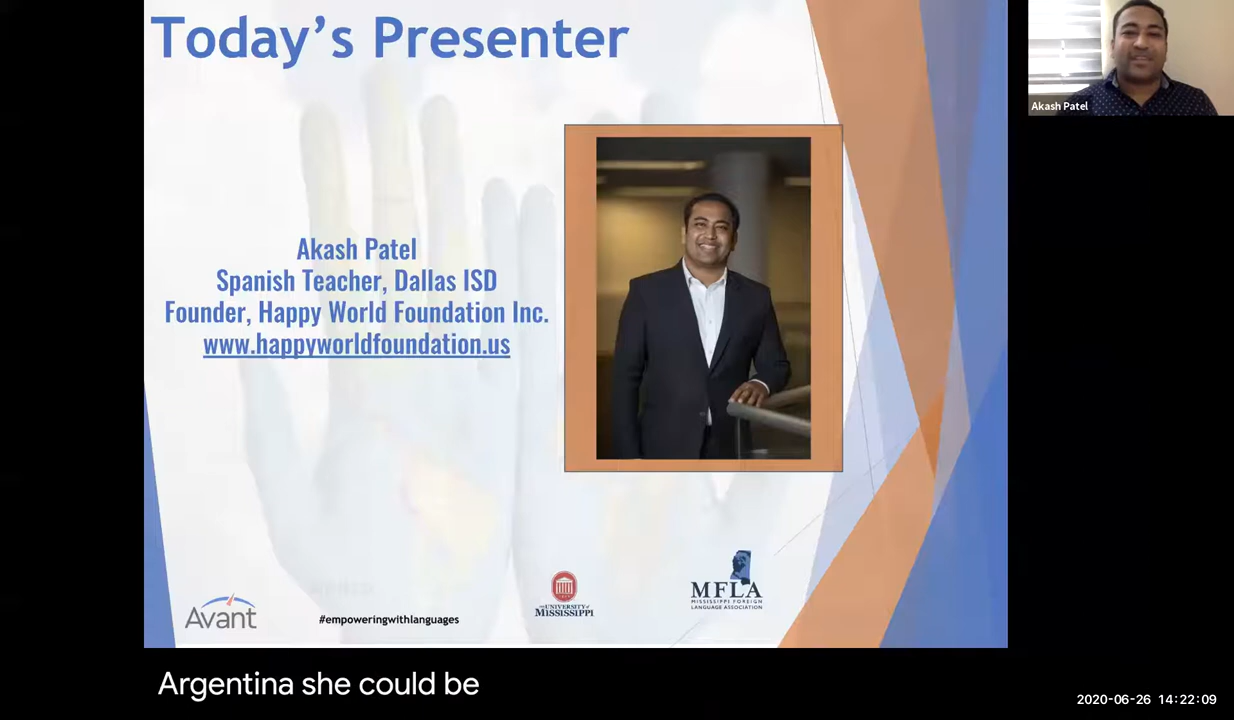 Today's Presenter
Akash Patel
Akash Patel
Spanish Teacher, Dallas ISD
Founder, Happy World Foundation Inc.
www.happyworldfoundation.us
Avant
#empoweringwithlanguages
THE UNIVERSITY of
MISSISSIPPI
MFLA
MISSISSIPPI FOREIGN
LANGUAGE ASSOCIATION
Argentina she could be
2020-06-26 14:22:09